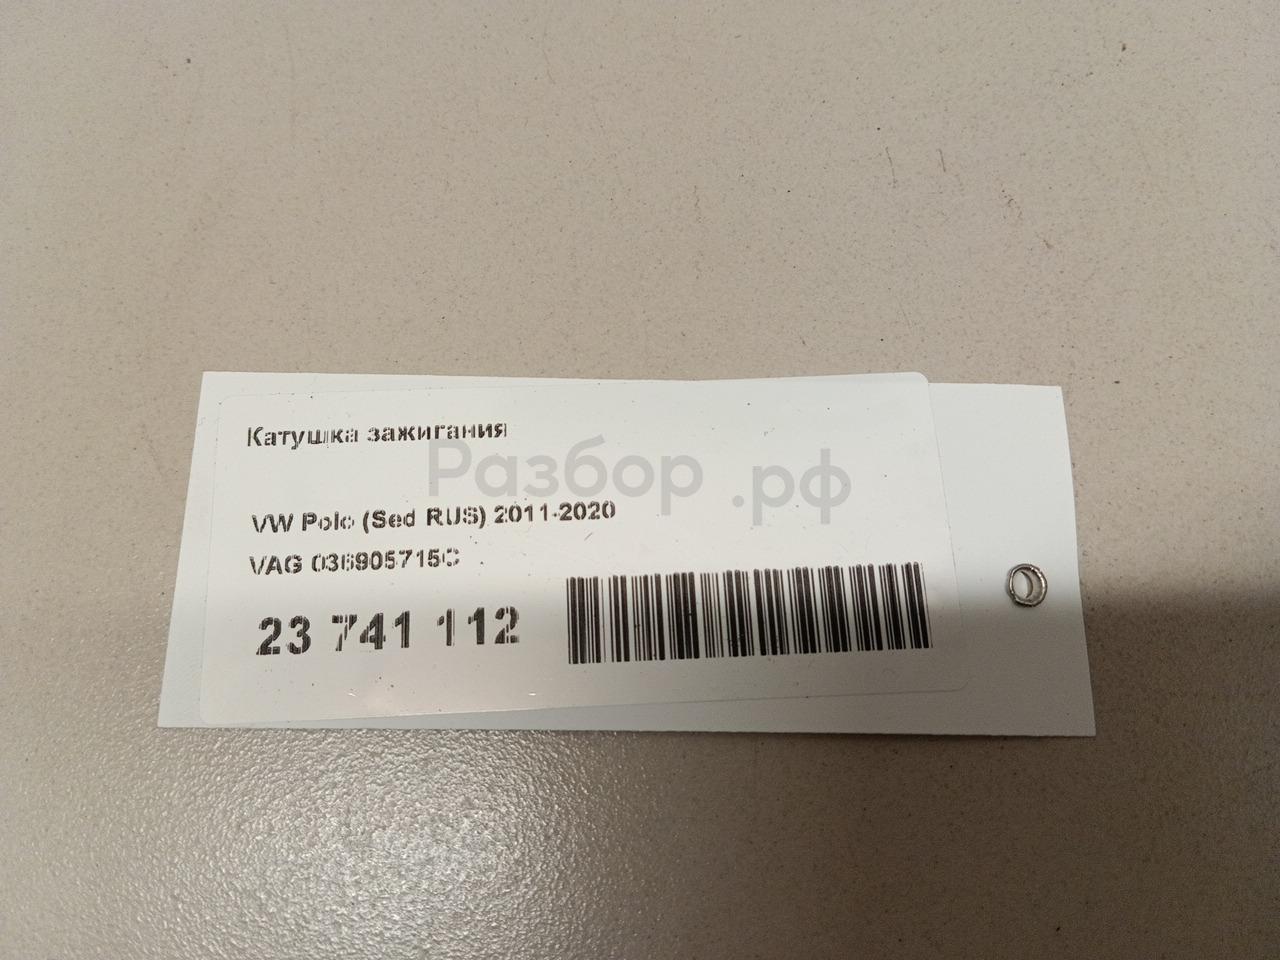 Катушка зажигания
Разбор.рф
VW Polo (Sed RUS) 2011-2020
VAG 036905715C
23 741 112